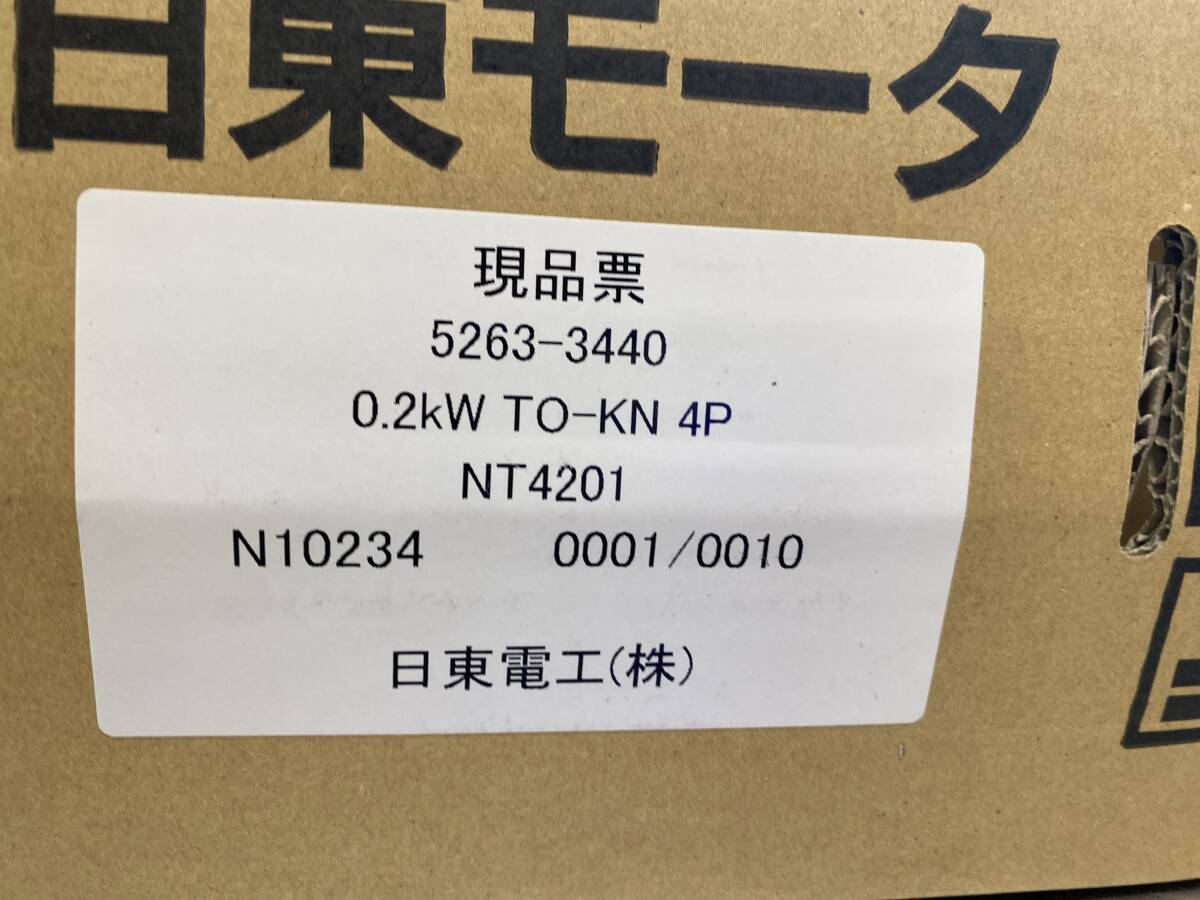 日東モータ
現品票
5263-3440
0.2kW TO-KN 4P
NT4201
N10234 0001/0010
日東電工(株)